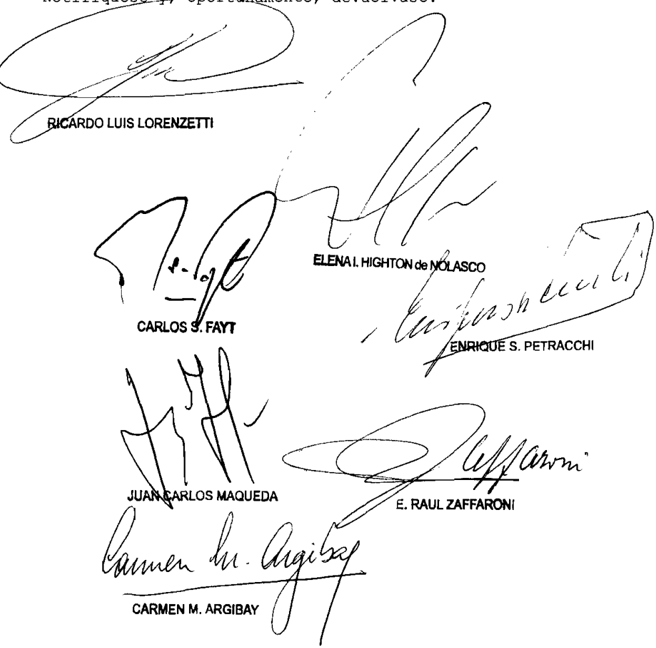 Notifíquese y, oportunamente, devuélvase.
RICARDO LUIS LORENZETTI
ELENA I. HIGHTON de NOLASCO
CARLOS S. FAYT
ENRIQUE S. PETRACCHI
JUAN CARLOS MAQUEDA
Zaffaroni
E. RAUL ZAFFARONI
Carmen M. Argibay
CARMEN M. ARGIBAY